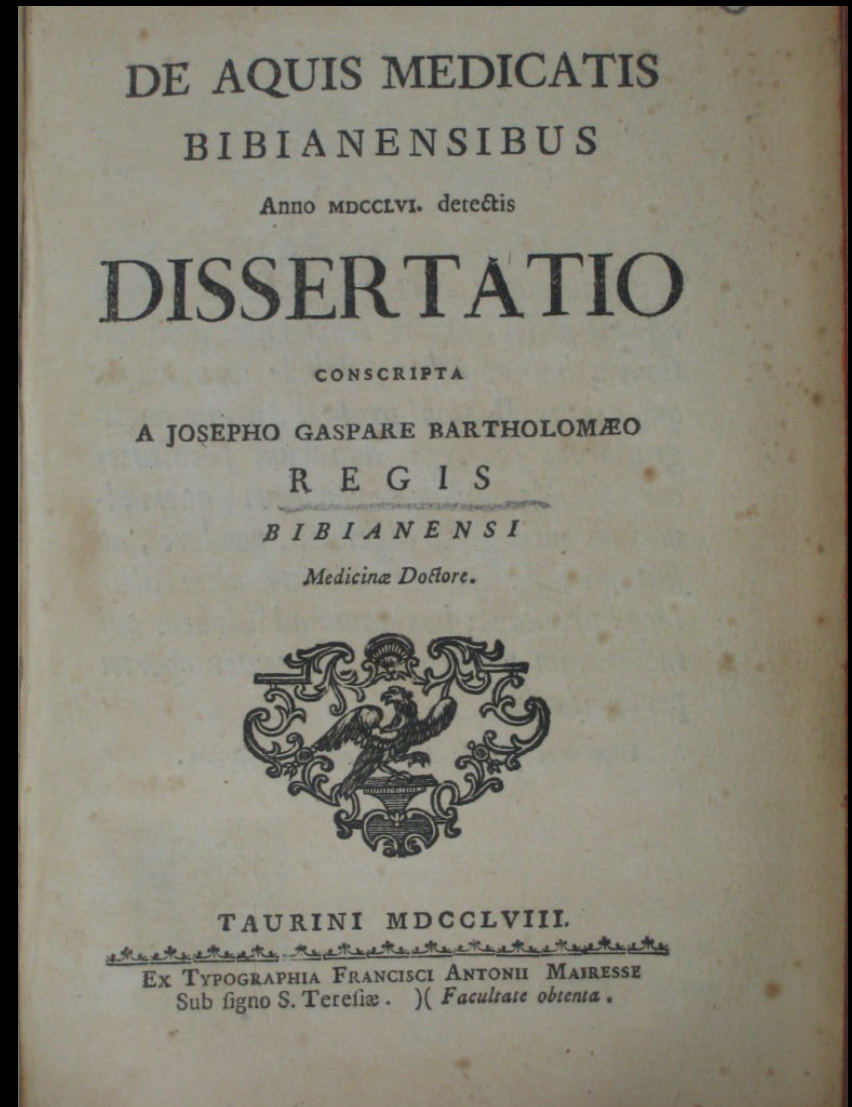 DE AQUIS MEDICATIS
BIBIANENSIBUS
Anno MDCCLVI. detectis
DISSERTATIO
CONSCRIPTA
A JOSEPHO GASPARE BARTHOLOMÆO
REGIS
BIBIANENSI
Medicinæ Doctore.
TAURINI MDCCLVIII.
EX TYPOGRAPHIA FRANCISCI ANTONII MAIRESSE
Sub ſigno S. Tereſiæ. )( Facultate obtenta.